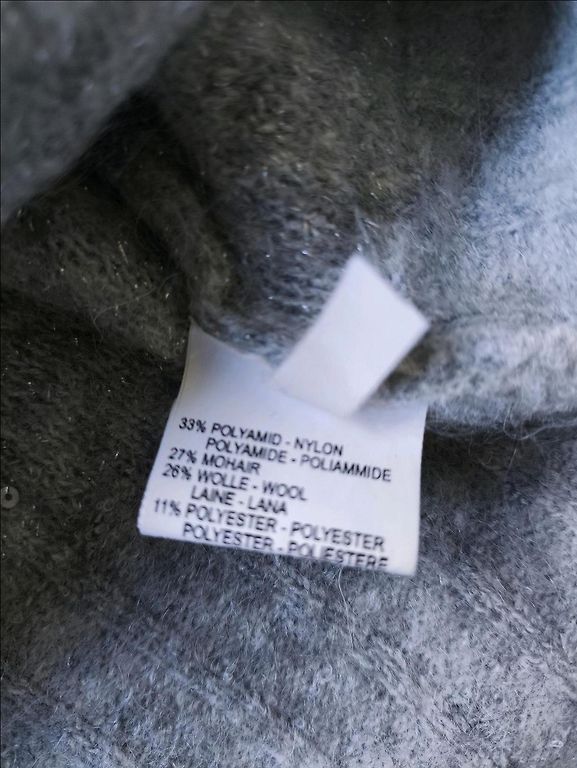 33% POLYAMID - NYLON
POLYAMIDE - POLIAMMIDE
27% MOHAIR
26% WOLLE - WOOL
LAINE - LANA
11% POLYESTER - POLYESTER
POLYESTER - POLIESTERE